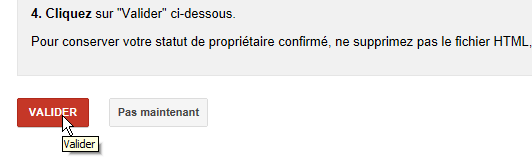 4. Cliquez sur "Valider" ci-dessous.
Pour conserver votre statut de propriétaire confirmé, ne supprimez pas le fichier HTML,
VALIDER Pas maintenant
Valider